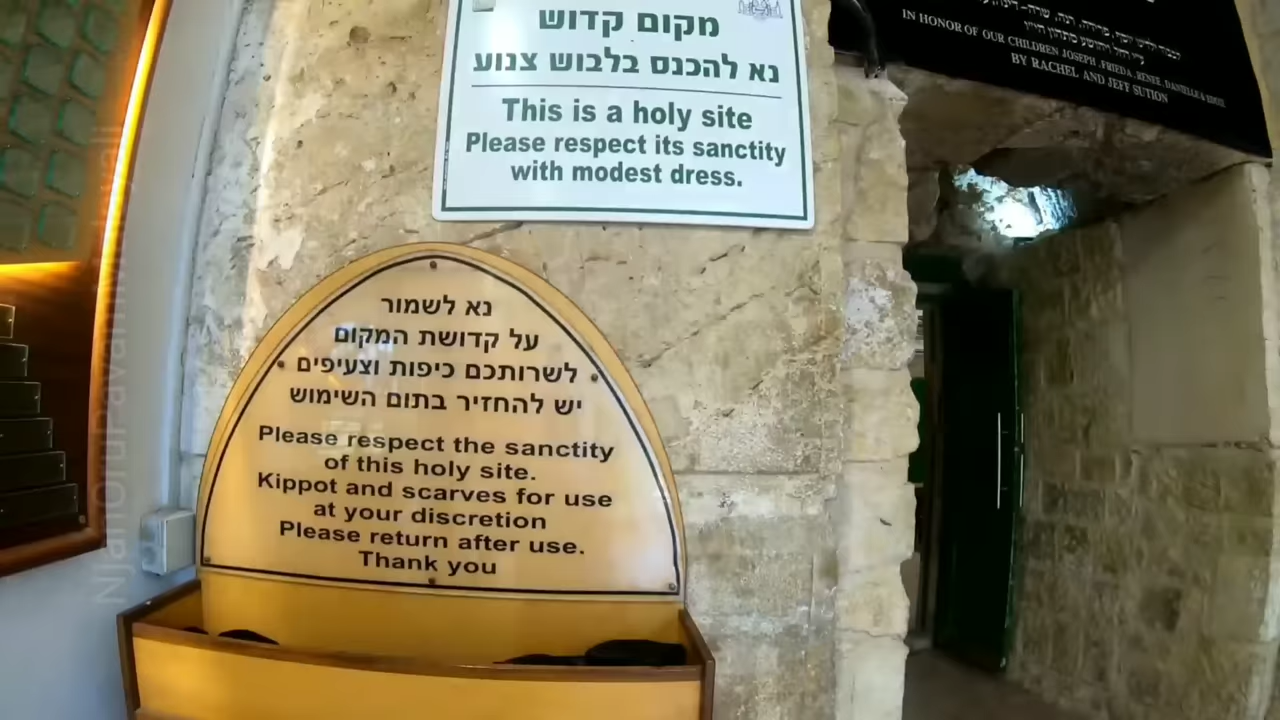 מקום קדוש
נא להכנס בלבוש צנוע
This is a holy site
Please respect its sanctity
with modest dress.
IN HONOR OF OUR CHILDREN JOSEPH, FRIEDA, RENEE, DANIELLE &
BY RACHEL AND JEFF SUTION
נא לשמור
על קדושת המקום
לשרותכם כיפות וצעיפים
יש להחזיר בתום השימוש
Please respect the sanctity
of this holy site.
Kippot and scarves for use
at your discretion
Please return after use.
Thank you